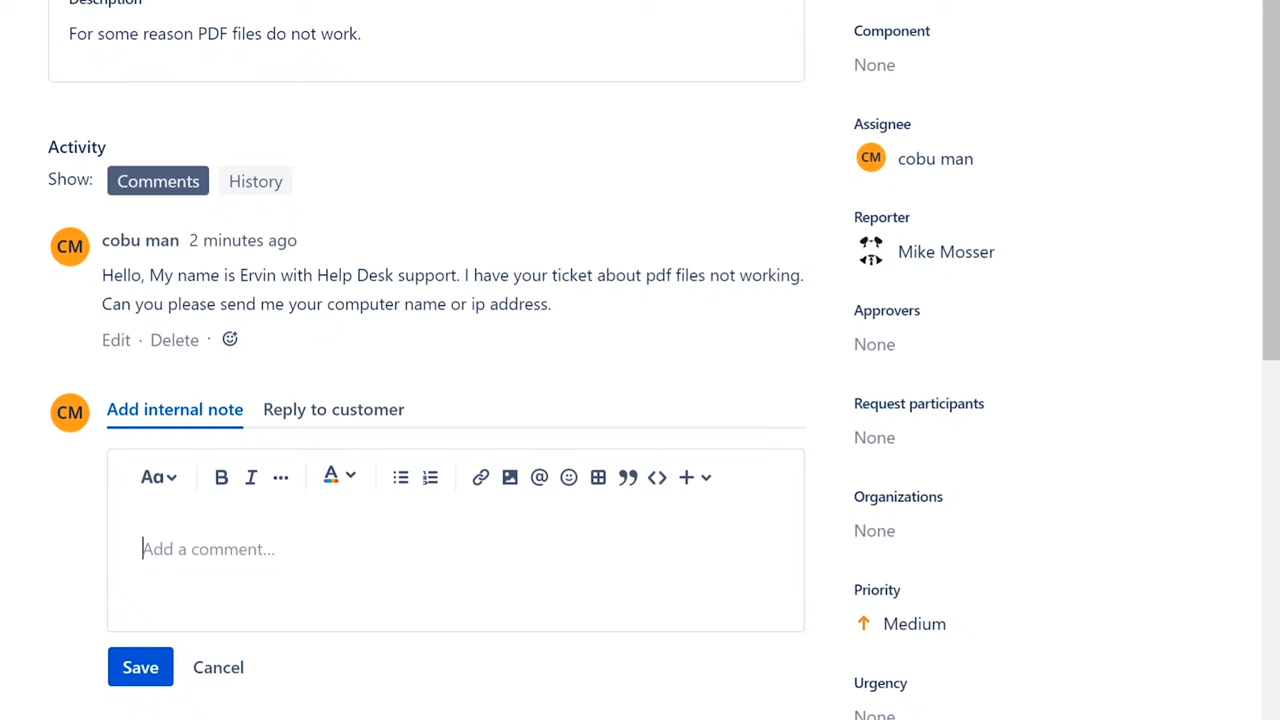 Description
For some reason PDF files do not work.
Activity
Show: Comments History
CM cobu man 2 minutes ago
Hello, My name is Ervin with Help Desk support. I have your ticket about pdf files not working.
Can you please send me your computer name or ip address.
Edit · Delete ·
CM Add internal note Reply to customer
Aa B I ... A @ <> +
Add a comment...
Save Cancel
Component
None
Assignee
CM cobu man
Reporter
Mike Mosser
Approvers
None
Request participants
None
Organizations
None
Priority
Medium
Urgency
None